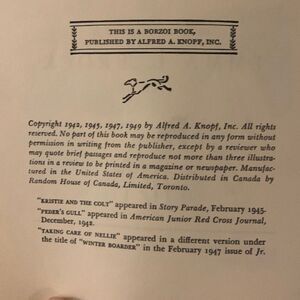 THIS IS A BORZOI BOOK,
PUBLISHED BY ALFRED A. KNOPF, INC.
Copyright 1942, 1945, 1947, 1949 by Alfred A. Knopf, Inc. All rights
reserved. No part of this book may be reproduced in any form without
permission in writing from the publisher, except by a reviewer who
may quote brief passages and reproduce not more than three illustra-
tions in a review to be printed in a magazine or newspaper. Manufac-
tured in the United States of America. Distributed in Canada by
Random House of Canada, Limited, Toronto.
"KRISTIE AND THE COLT" appeared in Story Parade, February 1945-
"PEDER'S GULL" appeared in American Junior Red Cross Journal,
December, 1942.
"TAKING CARE OF NELLIE" appeared in a different version under
the title of "WINTER BOARDER" in the February 1947 issue of Jr.